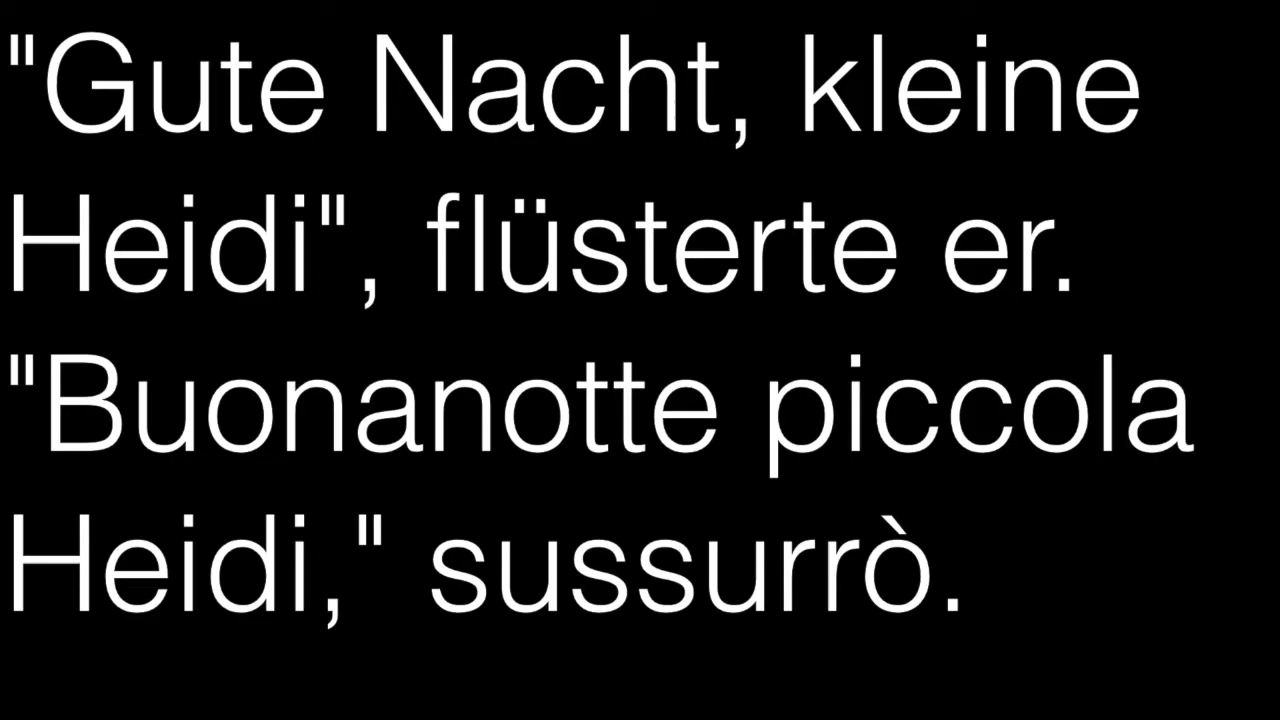 "Gute Nacht, kleine
Heidi", flüsterte er.
"Buonanotte piccola
Heidi," sussurrò.